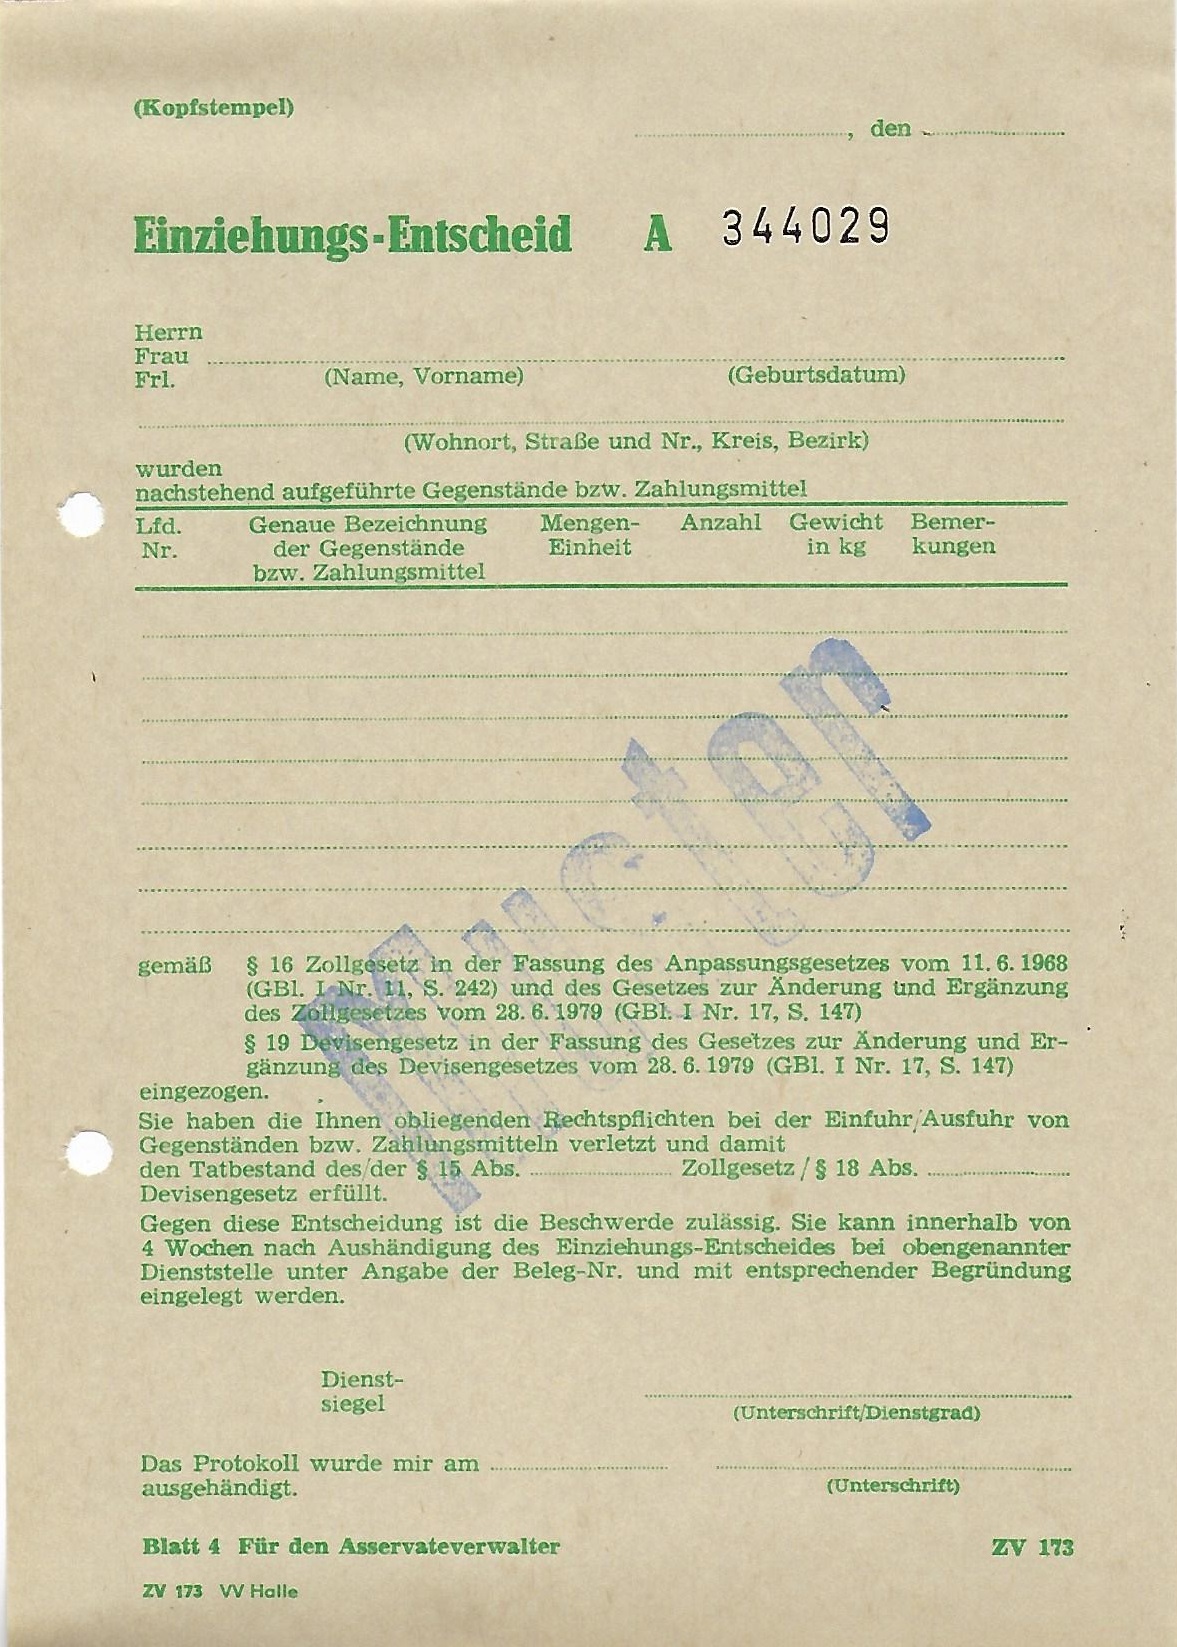 (Kopfstempel)
, den
Einziehungs-Entscheid A 344029
Herrn
Frau
Frl. (Name, Vorname) (Geburtsdatum)
(Wohnort, Straße und Nr., Kreis, Bezirk)
wurden
nachstehend aufgeführte Gegenstände bzw. Zahlungsmittel
Lfd. Genaue Bezeichnung Mengen- Anzahl Gewicht Bemer-
Nr. der Gegenstände Einheit in kg kungen
bzw. Zahlungsmittel
Muster
gemäß § 16 Zollgesetz in der Fassung des Anpassungsgesetzes vom 11. 6. 1968
(GBl. I Nr. 11, S. 242) und des Gesetzes zur Änderung und Ergänzung
des Zollgesetzes vom 28. 6. 1979 (GBl. I Nr. 17, S. 147)
§ 19 Devisengesetz in der Fassung des Gesetzes zur Änderung und Er-
gänzung des Devisengesetzes vom 28. 6. 1979 (GBl. I Nr. 17, S. 147)
eingezogen.
Sie haben die Ihnen obliegenden Rechtspflichten bei der Einfuhr/Ausfuhr von
Gegenständen bzw. Zahlungsmitteln verletzt und damit
den Tatbestand des/der § 15 Abs. Zollgesetz / § 18 Abs.
Devisengesetz erfüllt.
Gegen diese Entscheidung ist die Beschwerde zulässig. Sie kann innerhalb von
4 Wochen nach Aushändigung des Einziehungs-Entscheides bei obengenannter
Dienststelle unter Angabe der Beleg-Nr. und mit entsprechender Begründung
eingelegt werden.
Dienst-
siegel
(Unterschrift/Dienstgrad)
Das Protokoll wurde mir am
ausgehändigt. (Unterschrift)
Blatt 4 Für den Asservateverwalter ZV 173
ZV 173 VV Halle